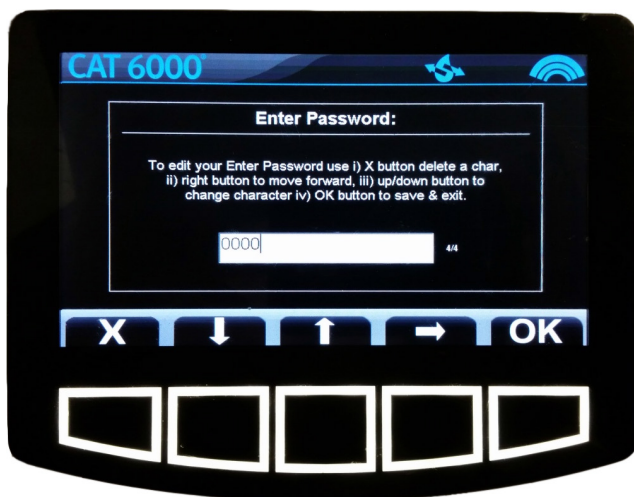 CAT 6000
Enter Password:
To edit your Enter Password use i) X button delete a char,
ii) right button to move forward, iii) up/down button to
change character iv) OK button to save & exit.
0000
4/4
X ↓ ↑ → OK